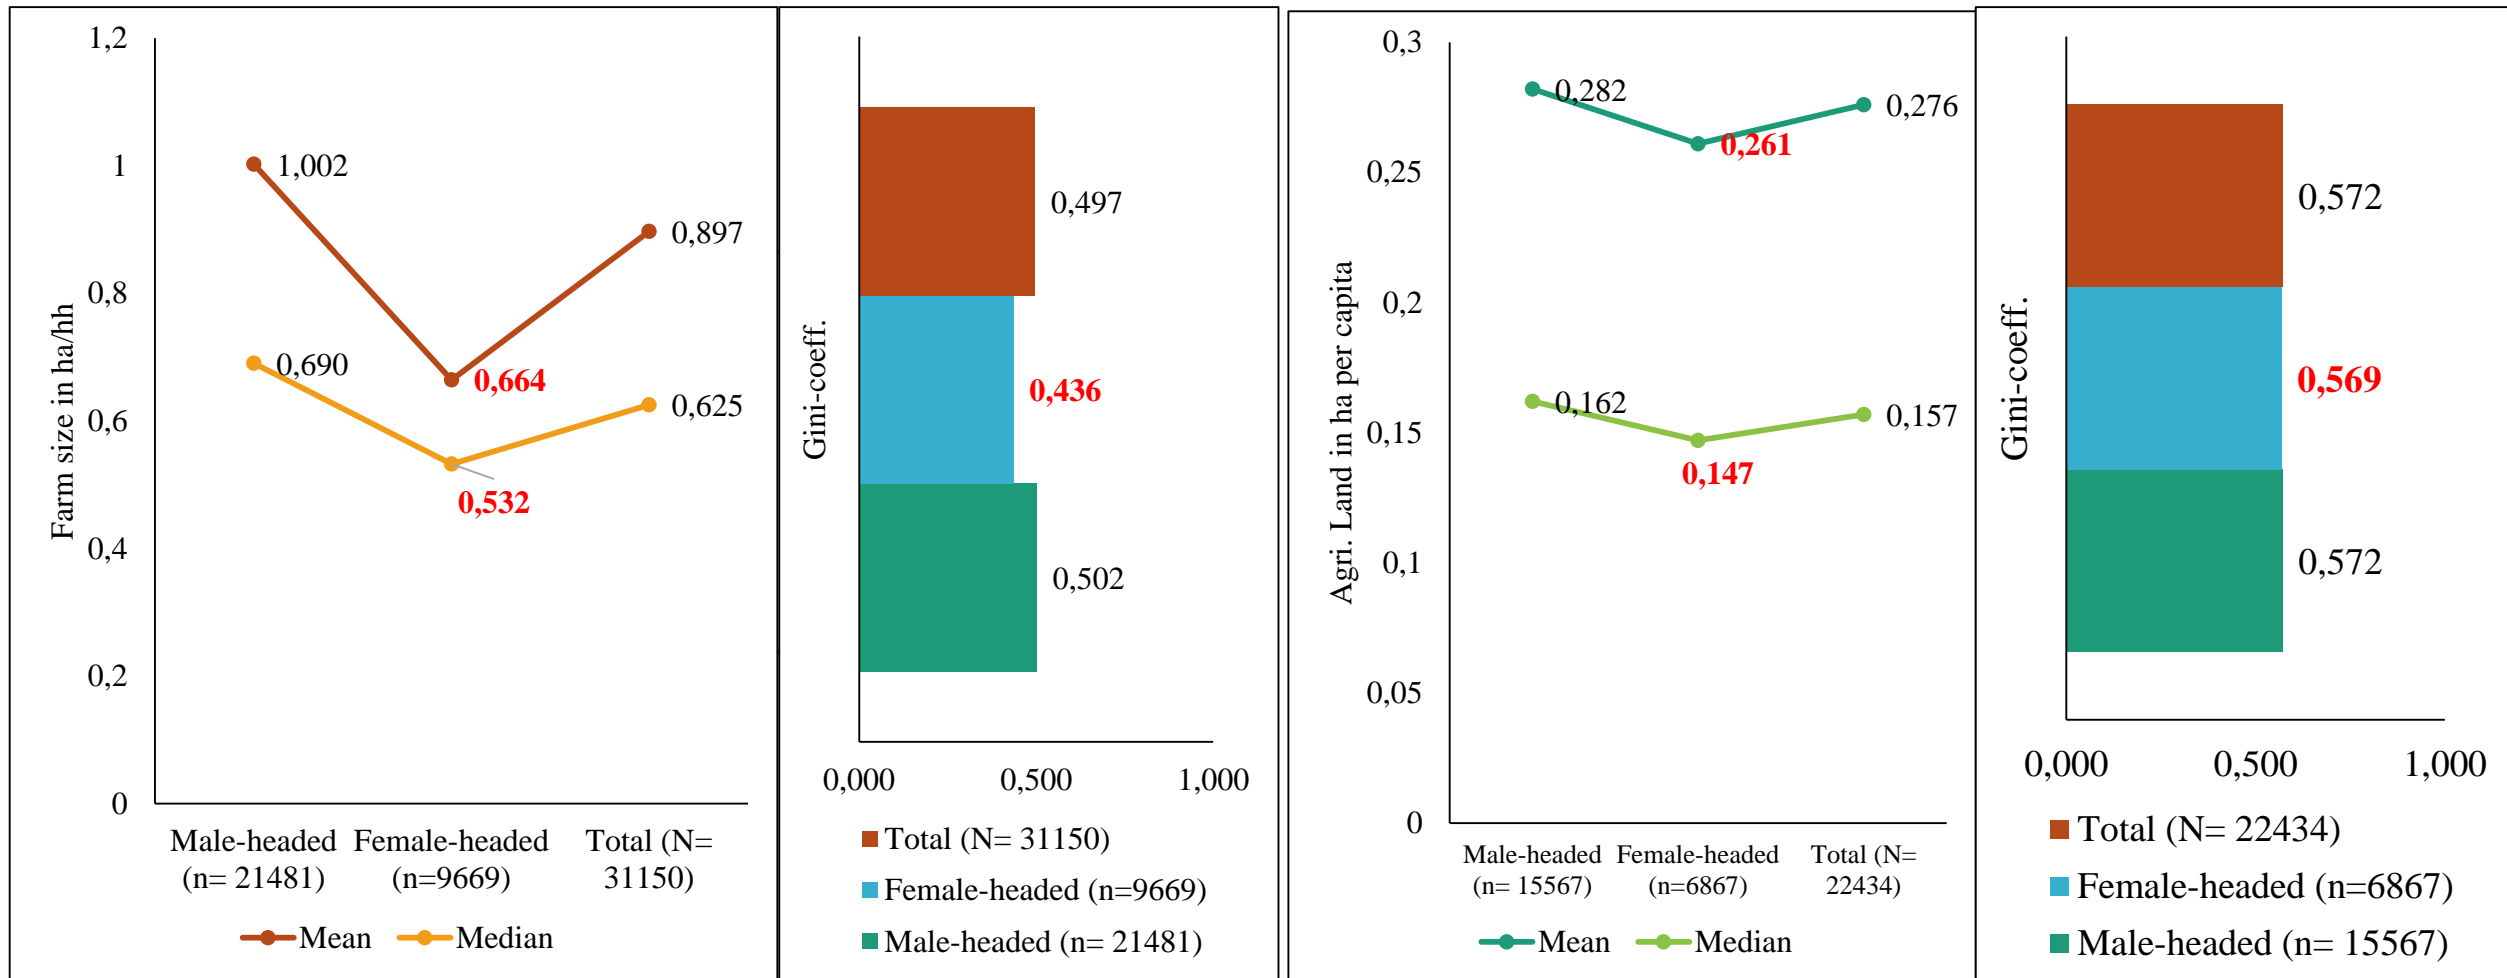 Farm size in ha/hh
1,2
1
0,8
0,6
0,4
0,2
0
1,002
0,664
0,897
0,690
0,532
0,625
Male-headed
(n= 21481)
Female-headed
(n=9669)
Total (N=
31150)
Mean
Median
Gini-coeff.
0,497
0,436
0,502
0,000
0,500
1,000
Total (N= 31150)
Female-headed (n=9669)
Male-headed (n= 21481)
Agri. Land in ha per capita
0,3
0,25
0,2
0,15
0,1
0,05
0
0,282
0,261
0,276
0,162
0,147
0,157
Male-headed
(n= 15567)
Female-headed
(n=6867)
Total (N=
22434)
Mean
Median
Gini-coeff.
0,572
0,569
0,572
0,000
0,500
1,000
Total (N= 22434)
Female-headed (n=6867)
Male-headed (n= 15567)